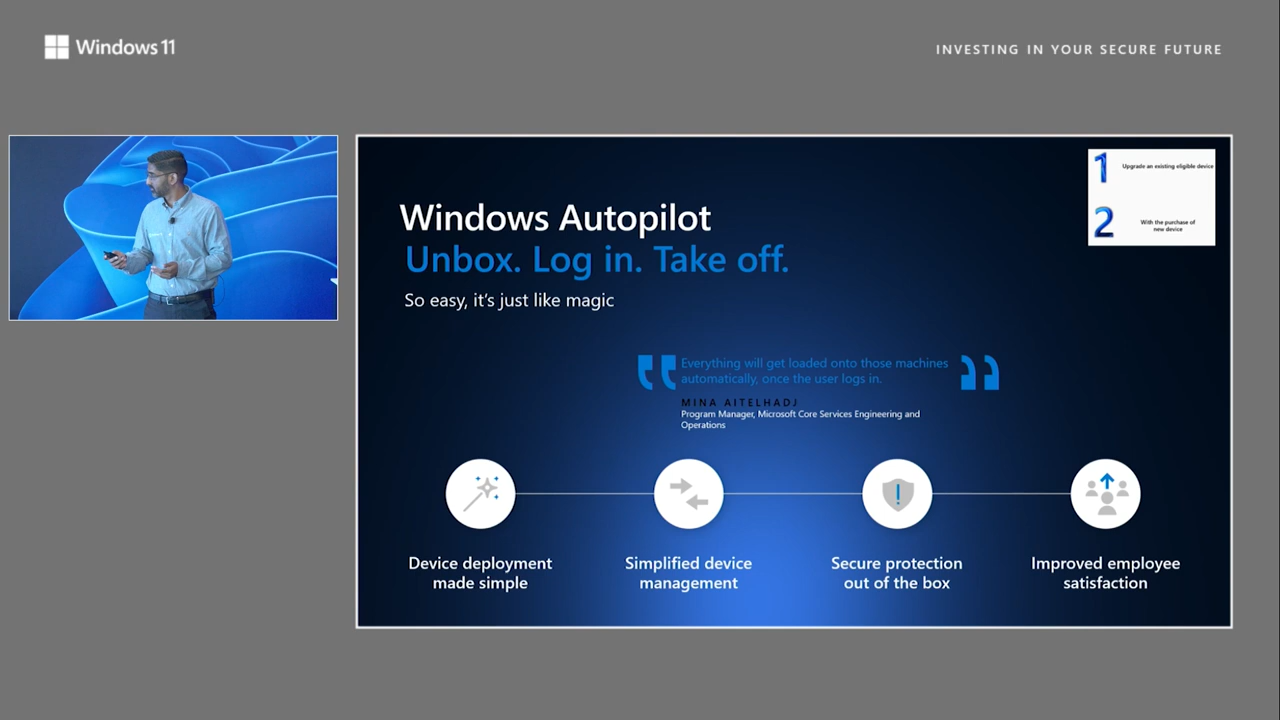 Windows 11
INVESTING IN YOUR SECURE FUTURE
1 Upgrade an existing eligible device
2 With the purchase of
new device
Windows Autopilot
Unbox. Log in. Take off.
So easy, it's just like magic
Everything will get loaded onto those machines
automatically, once the user logs in.
MINA AITELHADJ
Program Manager, Microsoft Core Services Engineering and
Operations
Device deployment
made simple
Simplified device
management
Secure protection
out of the box
Improved employee
satisfaction